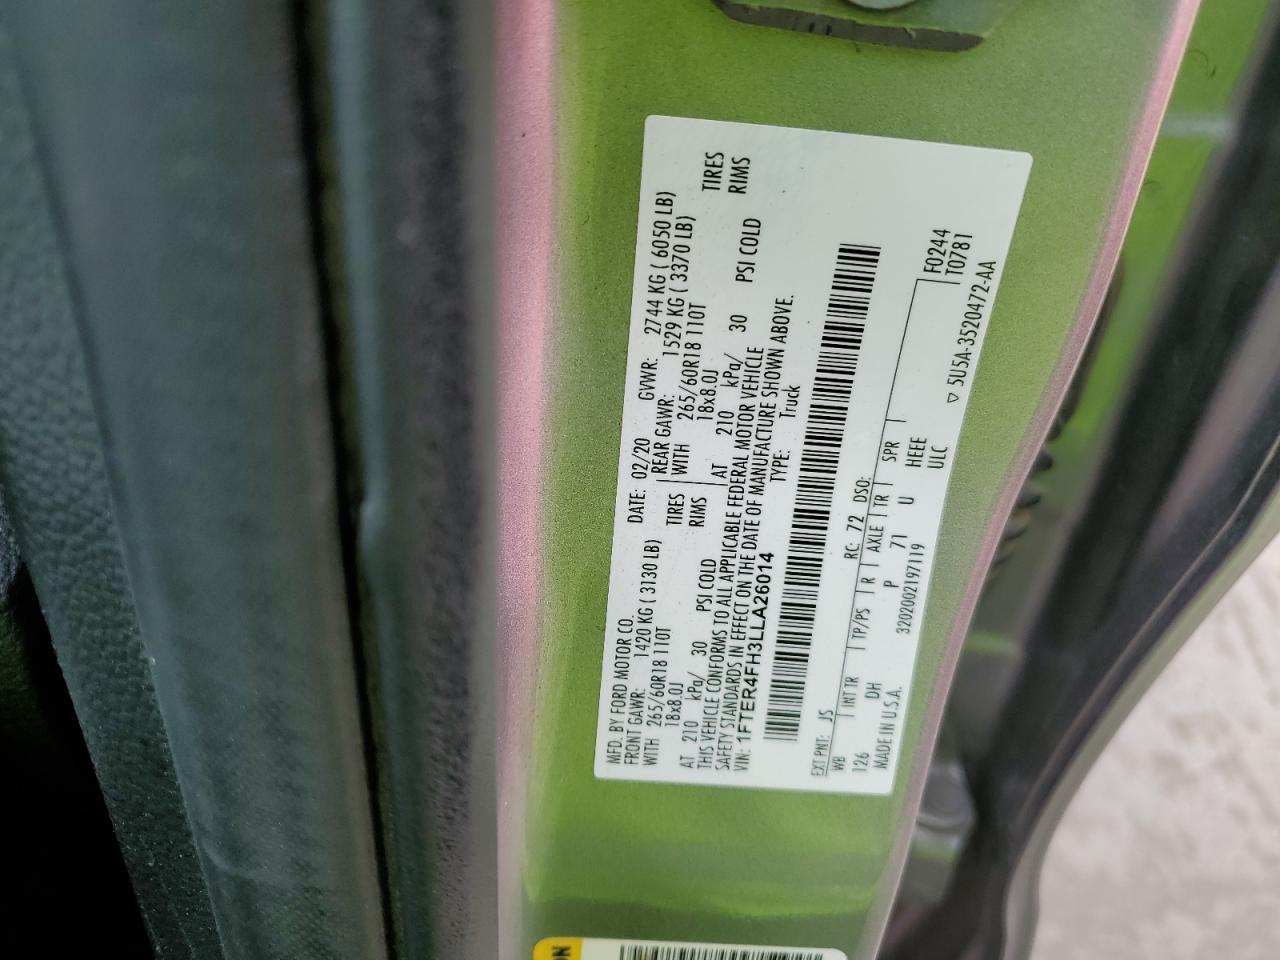 MFD. BY FORD MOTOR CO.
DATE: 02/20 GVWR: 2744 KG ( 6050 LB)
FRONT GAWR: 1420 KG ( 3130 LB) REAR GAWR: 1529 KG ( 3370 LB)
WITH 265/60R18 110T TIRES WITH 265/60R18 110T TIRES
18x8.0J RIMS 18x8.0J RIMS
AT 210 kPa/ 30 PSI COLD AT 210 kPa/ 30 PSI COLD
THIS VEHICLE CONFORMS TO ALL APPLICABLE FEDERAL MOTOR VEHICLE
SAFETY STANDARDS IN EFFECT ON THE DATE OF MANUFACTURE SHOWN ABOVE.
VIN: 1FTER4FH3LLA26014 TYPE: Truck
EXT PNT: JS RC: 72 DSO:
WB INT TR TP/PS R AXLE TR SPR
126 DH P 71 U HEEE
ULC
MADE IN U.S.A. 3202002197119
F0244
T0781
▽ 5U5A-3520472-AA
ON